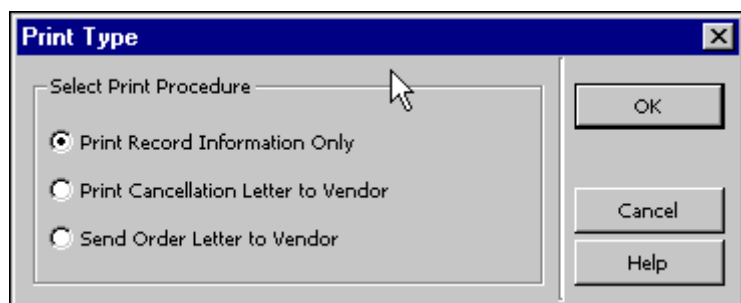 Print Type
Select Print Procedure
OK
Print Record Information Only
Print Cancellation Letter to Vendor
Cancel
Send Order Letter to Vendor
Help